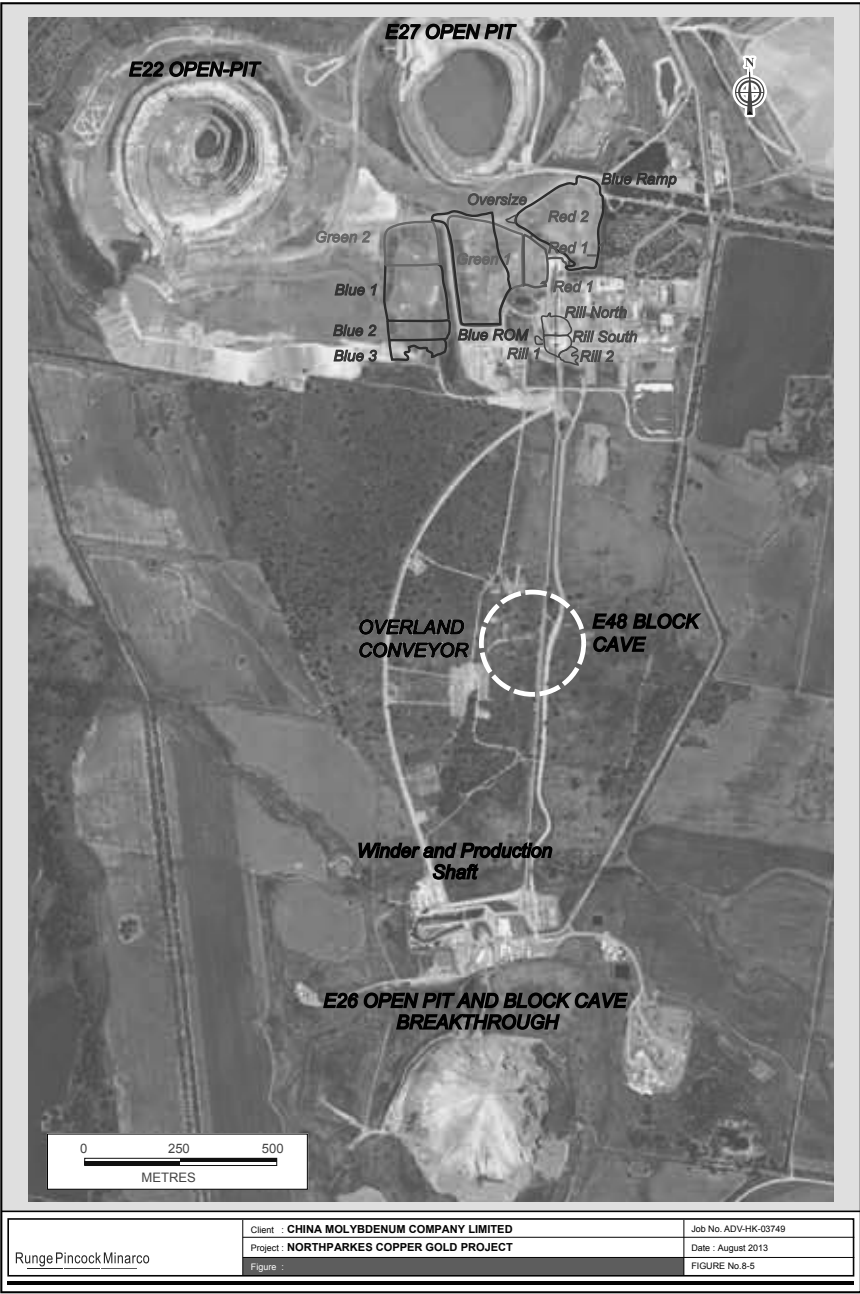 E27 OPEN PIT
E22 OPEN-PIT
N
Blue Ramp
Oversize
Red 2
Green 2
Red 1
Green 1
Blue 1
Red 1
Rill North
Blue 2
Blue ROM
Rill South
Blue 3
Rill 1
Rill 2
OVERLAND
CONVEYOR
E48 BLOCK
CAVE
Winder and Production
Shaft
E26 OPEN PIT AND BLOCK CAVE
BREAKTHROUGH
0 250 500
METRES
Runge Pincock Minarco
Client : CHINA MOLYBDENUM COMPANY LIMITED
Project : NORTHPARKES COPPER GOLD PROJECT
Figure :
Job No. ADV-HK-03749
Date : August 2013
FIGURE No.8-5